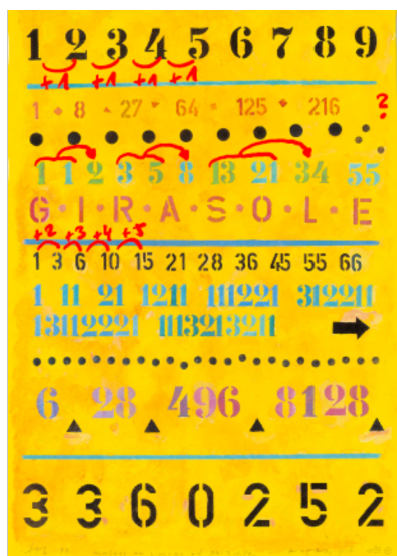 1 2 3 4 5 6 7 8 9
+1 +1 +1 +1
1 · 8 · 27 · 64 · 125 · 216 ?
1 1 2 3 5 8 13 21 34 55
G · I · R · A · S · O · L · E
+2 +3 +4 +5
1 3 6 10 15 21 28 36 45 55 66
1 11 21 1211 111221 312211
13112221 1113213211
6 28 496 8128
3 3 6 0 2 5 2